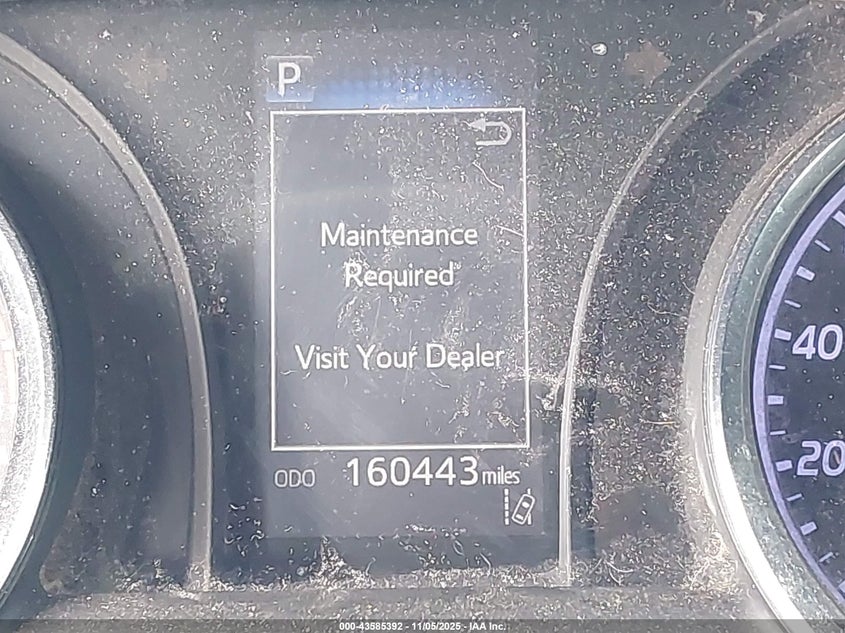 P
Maintenance
Required
Visit Your Dealer
40
20
ODO 160443 miles
000-43585392 - 11/05/2025 - IAA Inc.